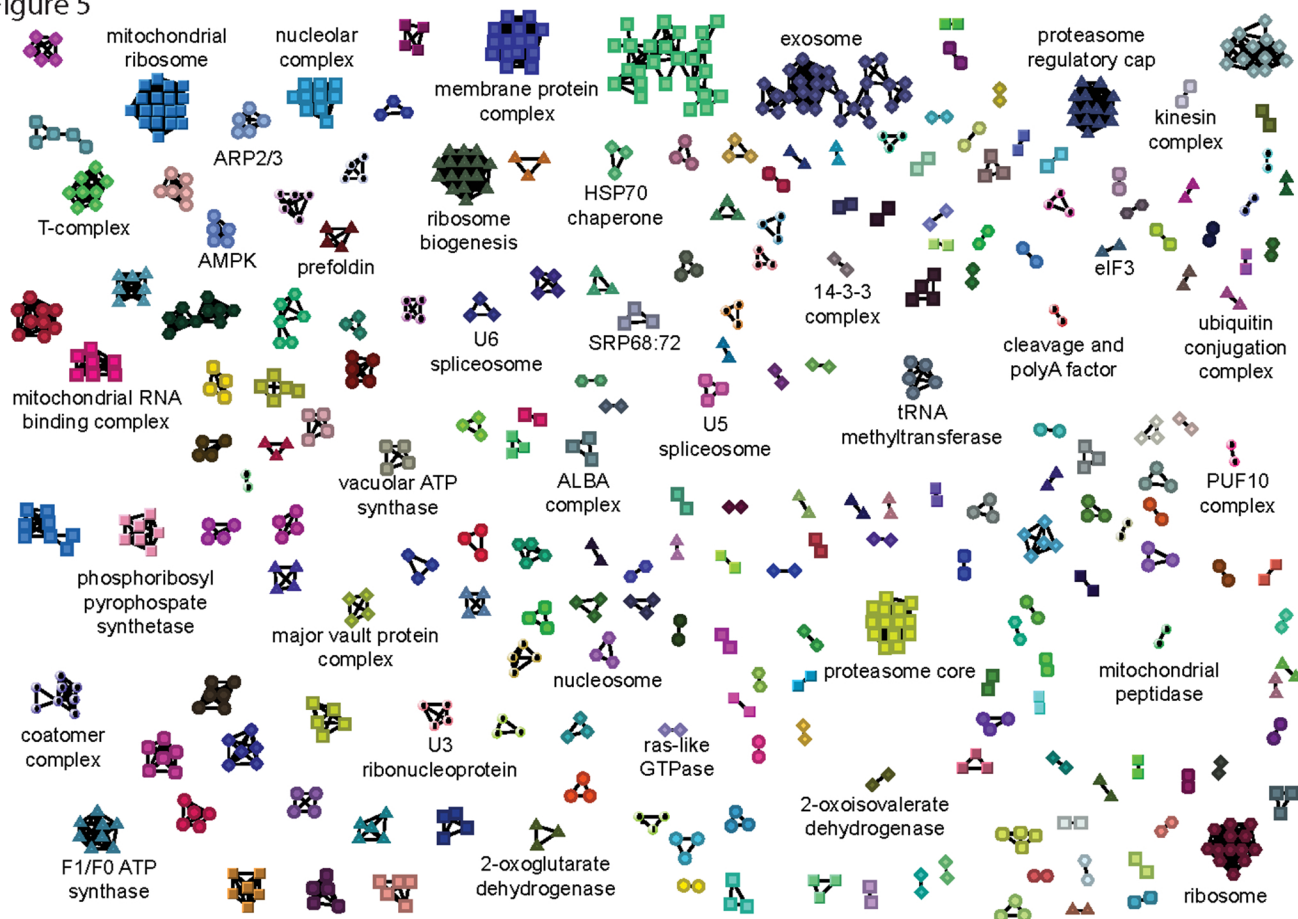 Figure 5
mitochondrial
ribosome
nucleolar
complex
membrane protein
complex
exosome
proteasome
regulatory cap
kinesin
complex
ARP2/3
T-complex
AMPK
prefoldin
ribosome
biogenesis
HSP70
chaperone
14-3-3
complex
eIF3
ubiquitin
conjugation
complex
mitochondrial RNA
binding complex
U6
spliceosome
SRP68:72
cleavage and
polyA factor
U5
spliceosome
tRNA
methyltransferase
vacuolar ATP
synthase
ALBA
complex
PUF10
complex
phosphoribosyl
pyrophospate
synthetase
major vault protein
complex
nucleosome
proteasome core
mitochondrial
peptidase
coatomer
complex
U3
ribonucleoprotein
ras-like
GTPase
2-oxoisovalerate
dehydrogenase
F1/F0 ATP
synthase
2-oxoglutarate
dehydrogenase
ribosome